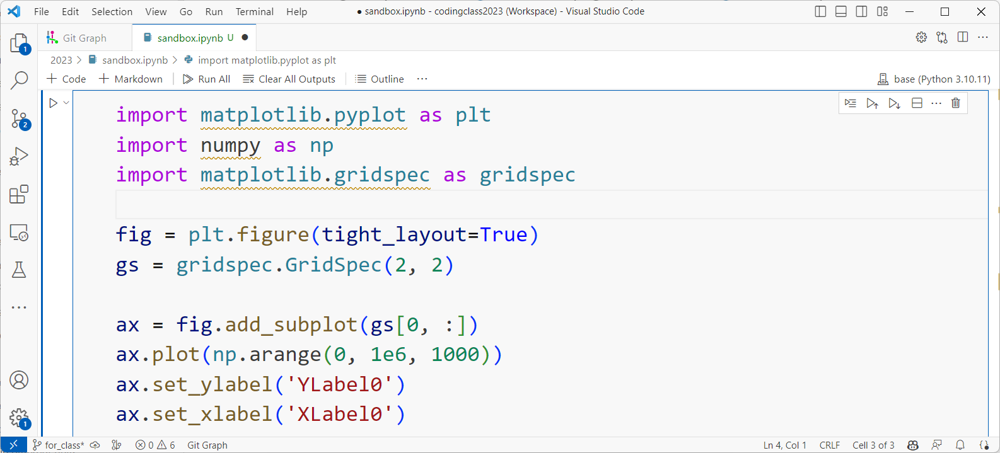 File Edit Selection View Go Run Terminal Help ● sandbox.ipynb - codingclass2023 (Workspace) - Visual Studio Code
1 Git Graph sandbox.ipynb U ●
2023 > sandbox.ipynb > import matplotlib.pyplot as plt
+ Code + Markdown Run All Clear All Outputs Outline ... base (Python 3.10.11)
import matplotlib.pyplot as plt
import numpy as np
2
import matplotlib.gridspec as gridspec
fig = plt.figure(tight_layout=True)
gs = gridspec.GridSpec(2, 2)
ax = fig.add_subplot(gs[0, :])
ax.plot(np.arange(0, 1e6, 1000))
ax.set_ylabel('YLabel0')
ax.set_xlabel('XLabel0')
1
for_class* 0 6 Git Graph Ln 4, Col 1 CRLF Cell 3 of 3